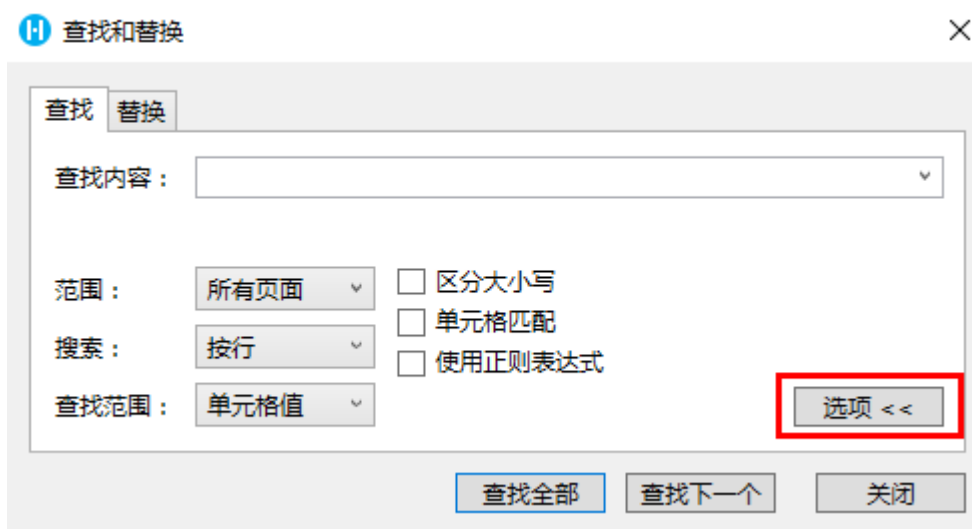 查找和替换
查找 替换
查找内容：
范围： 所有页面 区分大小写
单元格匹配
搜索： 按行
使用正则表达式
查找范围： 单元格值 选项 <<
查找全部 查找下一个 关闭